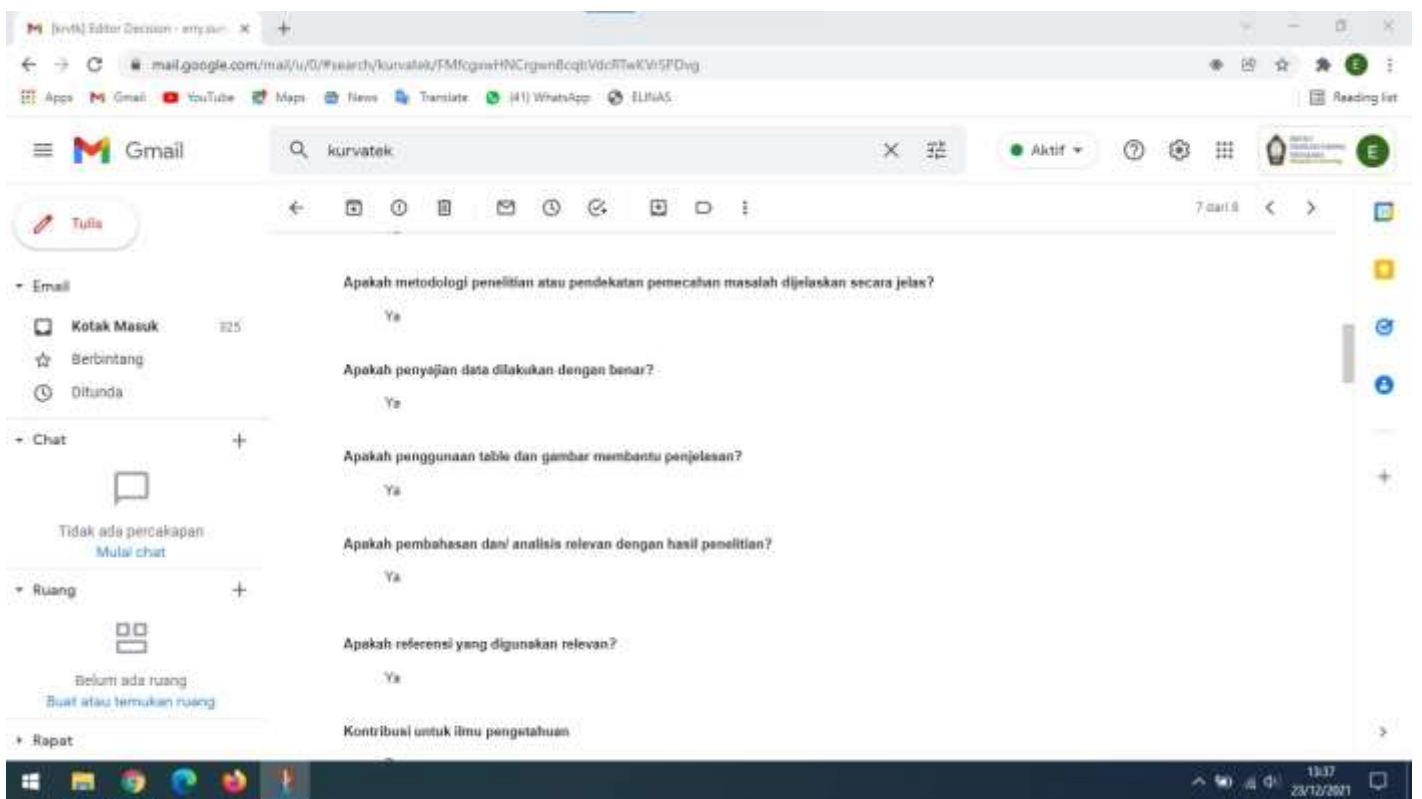 [krvtk] Editor Decision - erry.sum
mail.google.com/mail/u/0/#search/kurvatek/
Apps Gmail YouTube Maps News Translate (41) WhatsApp ELINAS Reading list
Gmail kurvatek Aktif E
Tulis 7 dari 8
Email
Kotak Masuk 325
Berbintang
Ditunda
Chat
Tidak ada percakapan
Mulai chat
Ruang
Belum ada ruang
Buat atau temukan ruang
Rapat
Apakah metodologi penelitian atau pendekatan pemecahan masalah dijelaskan secara jelas?
Ya
Apakah penyajian data dilakukan dengan benar?
Ya
Apakah penggunaan table dan gambar membantu penjelasan?
Ya
Apakah pembahasan dan/ analisis relevan dengan hasil penelitian?
Ya
Apakah referensi yang digunakan relevan?
Ya
Kontribusi untuk ilmu pengetahuan
13:37
23/12/2021